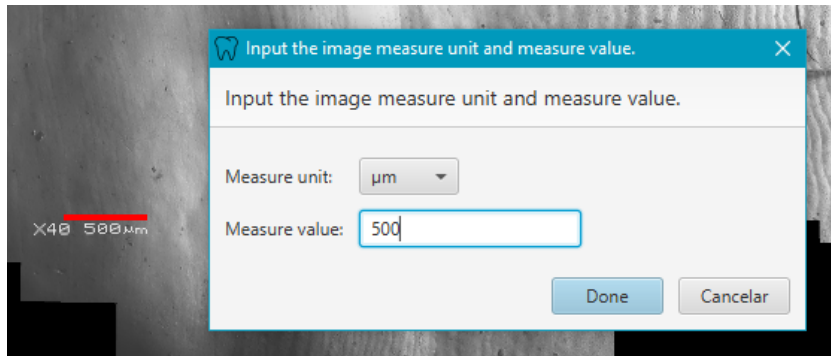 Input the image measure unit and measure value.
Input the image measure unit and measure value.
Measure unit: µm
X40 500µm
Measure value: 500
Done Cancelar